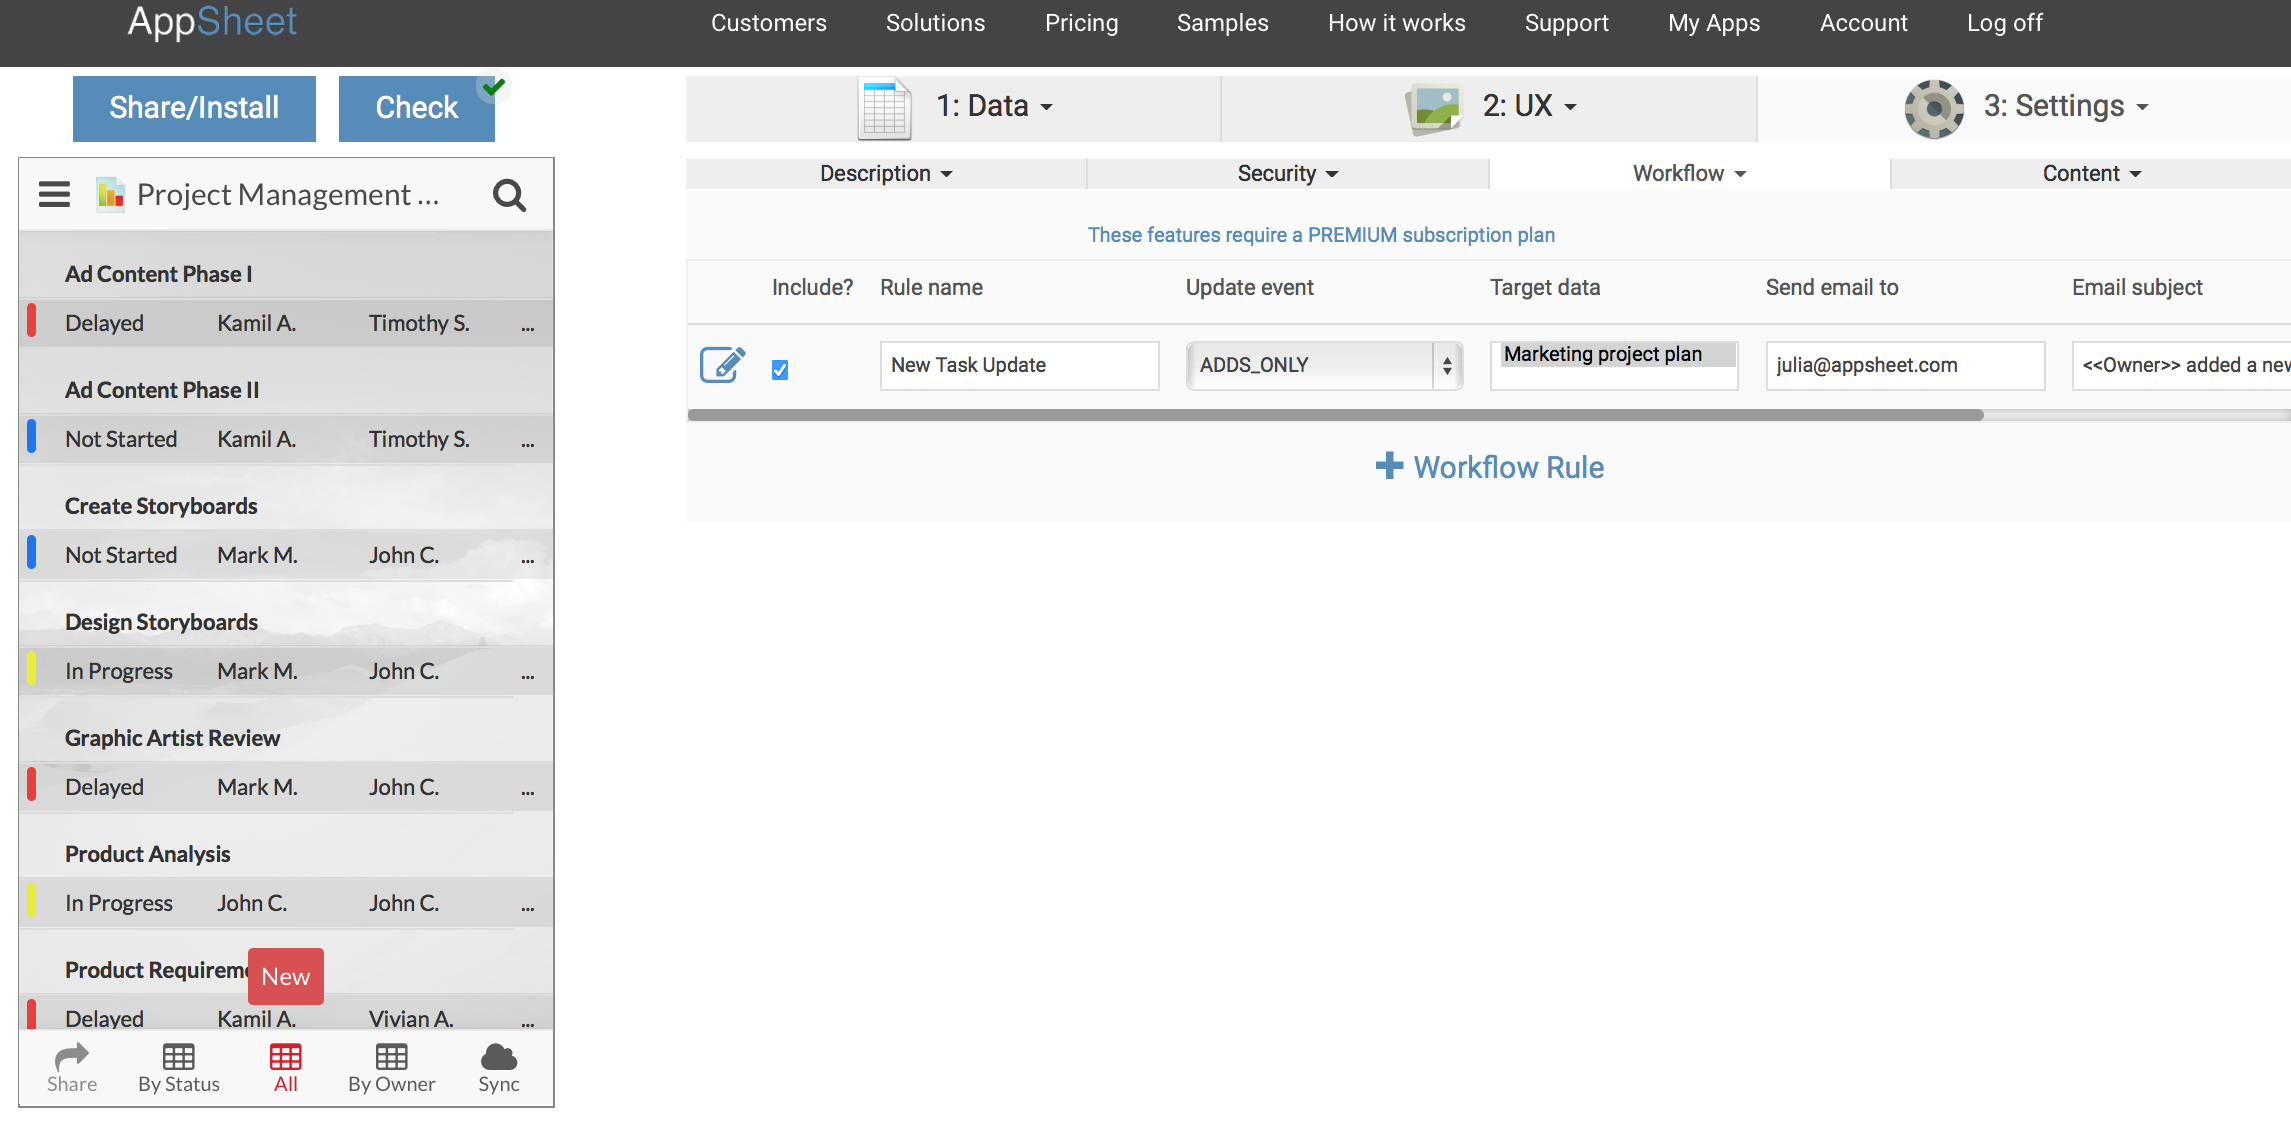 AppSheet
Customers Solutions Pricing Samples How it works Support My Apps Account Log off
Share/Install Check
1: Data 2: UX 3: Settings
Description Security Workflow Content
These features require a PREMIUM subscription plan
Include? Rule name Update event Target data Send email to Email subject
New Task Update ADDS_ONLY Marketing project plan julia@appsheet.com <<Owner>> added a new
Workflow Rule
Project Management ...
Ad Content Phase I
Delayed Kamil A. Timothy S. ...
Ad Content Phase II
Not Started Kamil A. Timothy S. ...
Create Storyboards
Not Started Mark M. John C. ...
Design Storyboards
In Progress Mark M. John C. ...
Graphic Artist Review
Delayed Mark M. John C. ...
Product Analysis
In Progress John C. John C. ...
Product Requireme
New
Delayed Kamil A. Vivian A. ...
Share By Status All By Owner Sync